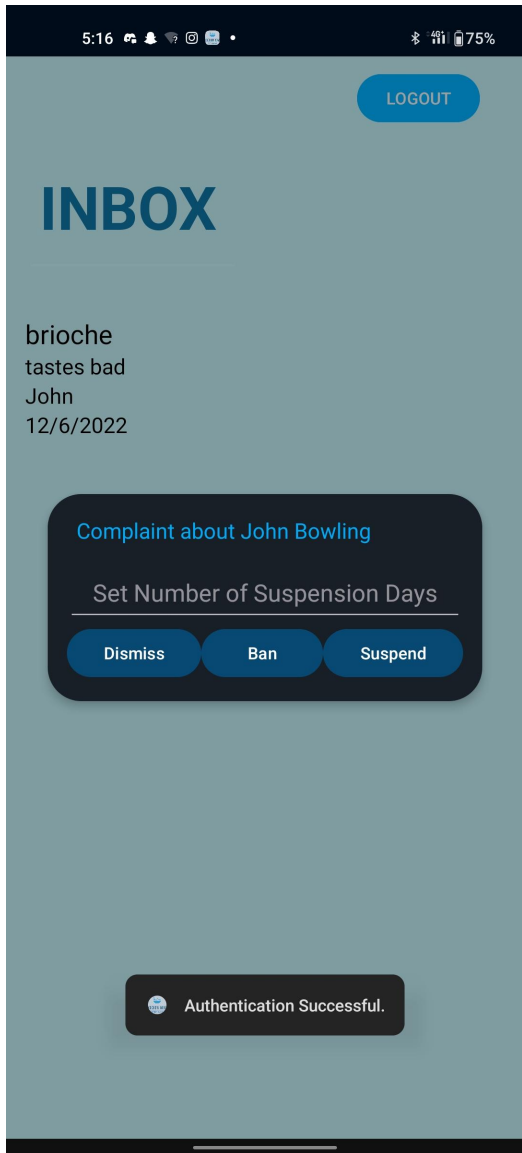 5:16 75%
LOGOUT
INBOX
brioche
tastes bad
John
12/6/2022
Complaint about John Bowling
Set Number of Suspension Days
Dismiss Ban Suspend
Authentication Successful.